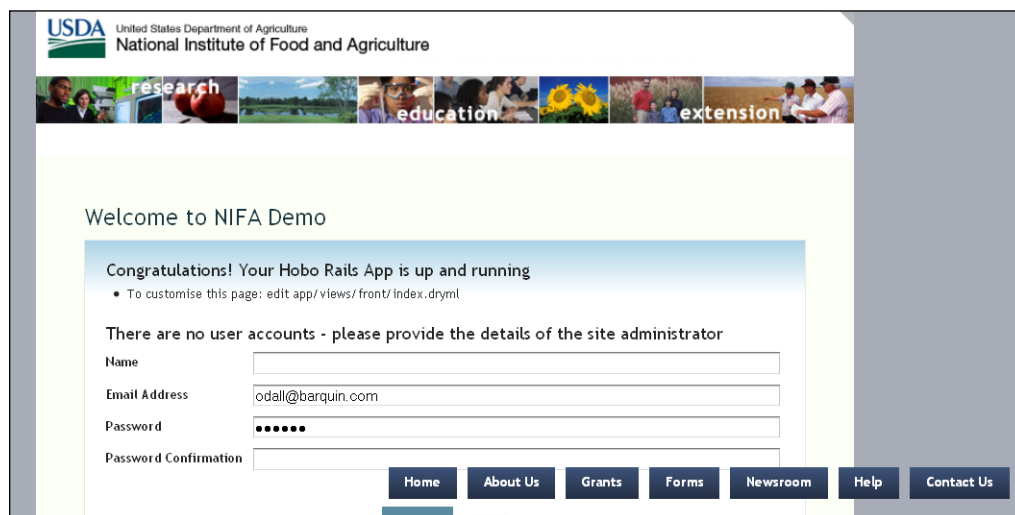 USDA
United States Department of Agriculture
National Institute of Food and Agriculture
research
education
extension
Welcome to NIFA Demo
Congratulations! Your Hobo Rails App is up and running
• To customise this page: edit app/views/front/index.dryml
There are no user accounts - please provide the details of the site administrator
Name
Email Address odall@barquin.com
Password ●●●●●●
Password Confirmation
Home About Us Grants Forms Newsroom Help Contact Us